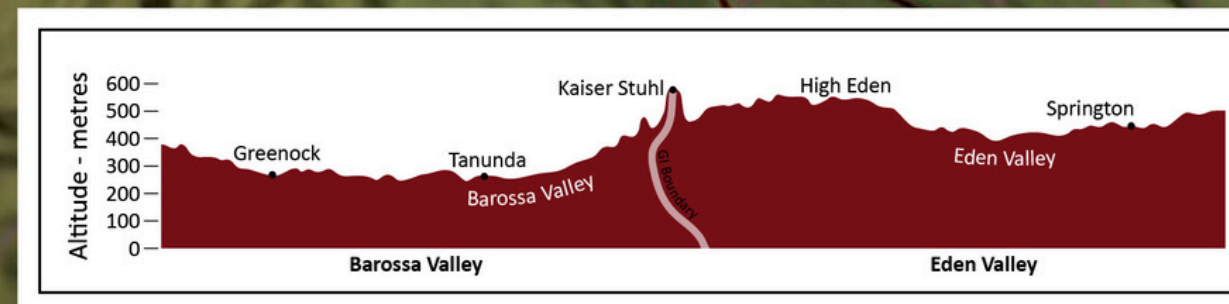 Altitude - metres
600
500
400
300
200
100
0
Greenock
Tanunda
Barossa Valley
Kaiser Stuhl
GI Boundary
High Eden
Springton
Eden Valley
Barossa Valley
Eden Valley